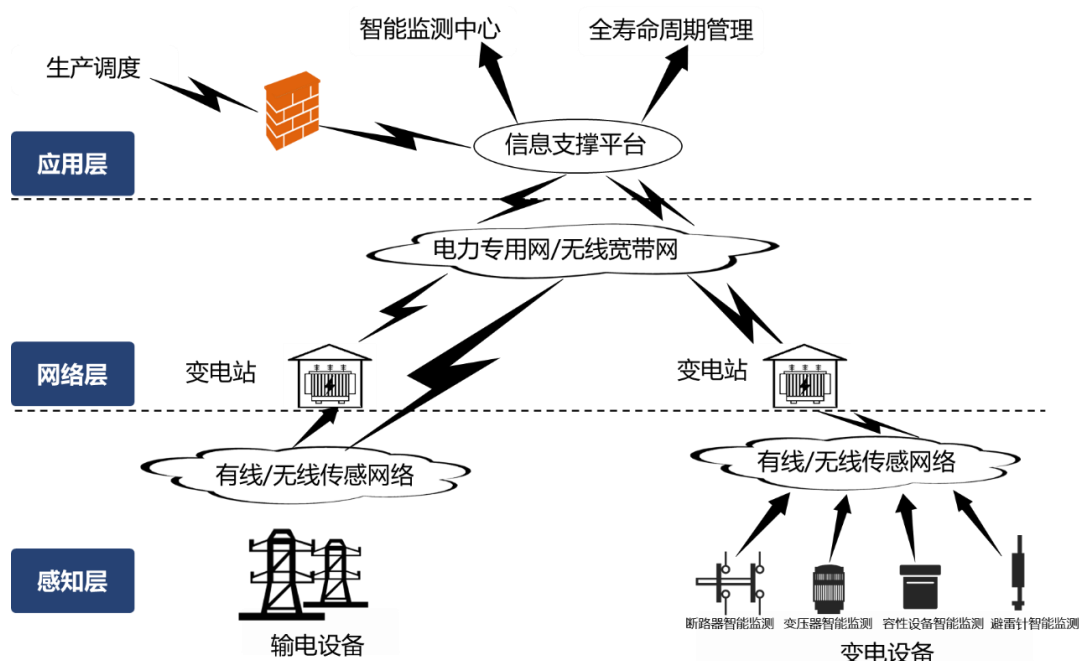 智能监测中心
全寿命周期管理
生产调度
信息支撑平台
应用层
电力专用网/无线宽带网
网络层
变电站
变电站
有线/无线传感网络
有线/无线传感网络
感知层
断路器智能监测
变压器智能监测
容性设备智能监测
避雷针智能监测
输电设备
变电设备